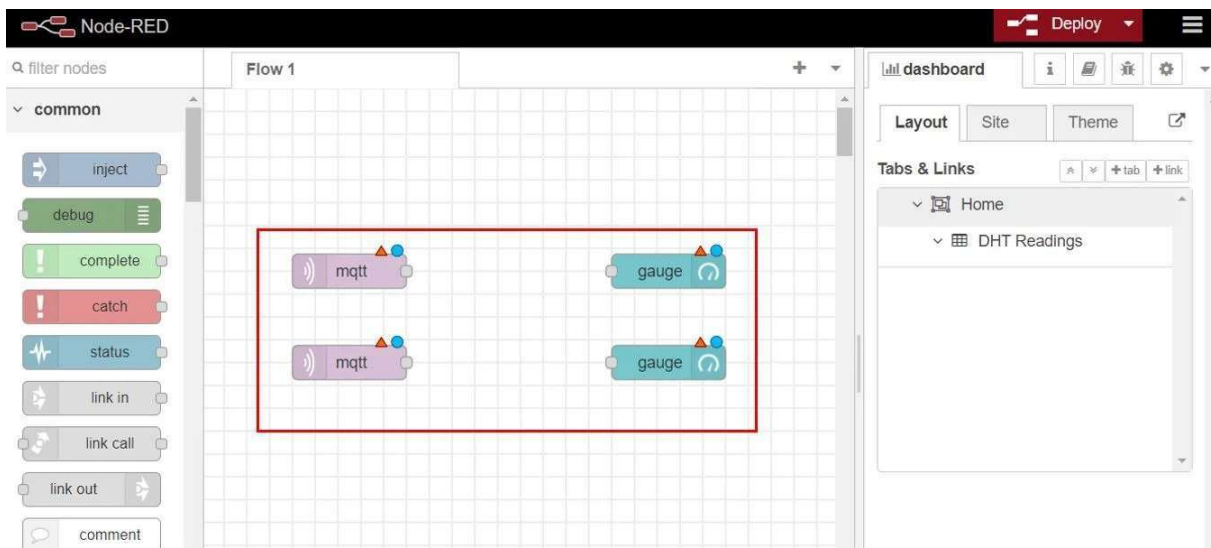 Node-RED
Deploy
filter nodes
Flow 1
dashboard
i
common
Layout
Site
Theme
inject
Tabs & Links
+tab
+link
debug
Home
DHT Readings
complete
mqtt
gauge
catch
status
mqtt
gauge
link in
link call
link out
comment